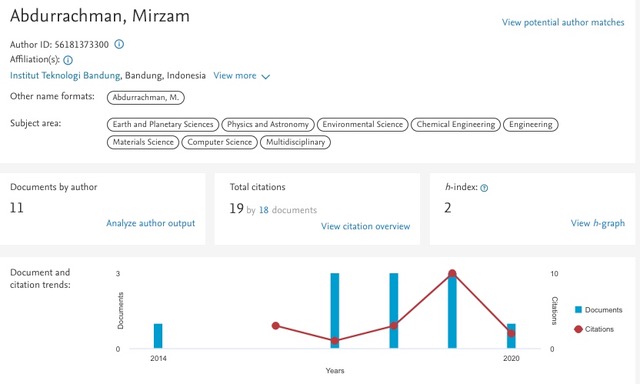 Abdurrachman, Mirzam
View potential author matches
Author ID: 56181373300
Affiliation(s):
Institut Teknologi Bandung, Bandung, Indonesia View more
Other name formats: Abdurrachman, M.
Subject area: Earth and Planetary Sciences Physics and Astronomy Environmental Science Chemical Engineering Engineering
Materials Science Computer Science Multidisciplinary
Documents by author
11
Analyze author output
Total citations
19 by 18 documents
View citation overview
h-index:
2
View h-graph
Document and
citation trends:
3
0
Documents
10
0
Citations
2014
2020
Years
Documents
Citations